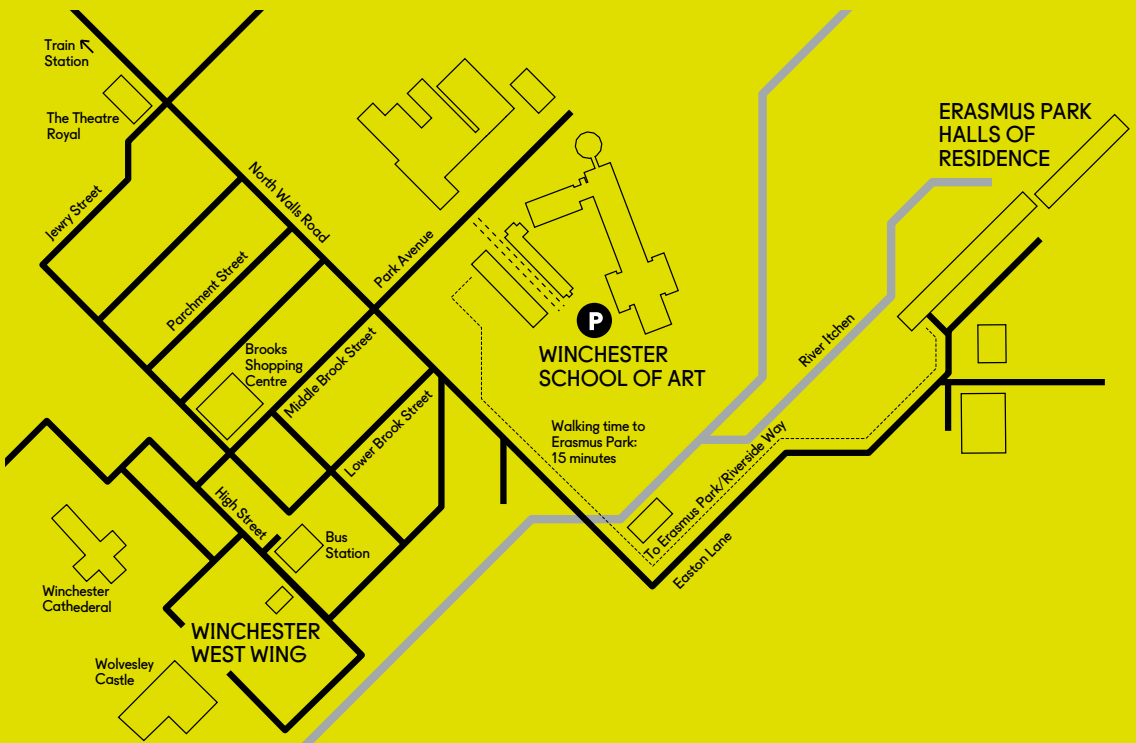 Train
Station
The Theatre
Royal
Jewry Street
North Walls Road
Parchment Street
Park Avenue
Brooks
Shopping
Centre
Middle Brook Street
Lower Brook Street
High Street
Bus
Station
Winchester
Cathederal
WINCHESTER
WEST WING
Wolvesley
Castle
P
WINCHESTER
SCHOOL OF ART
Walking time to
Erasmus Park:
15 minutes
ERASMUS PARK
HALLS OF
RESIDENCE
River Itchen
To Erasmus Park/Riverside Way
Easton Lane